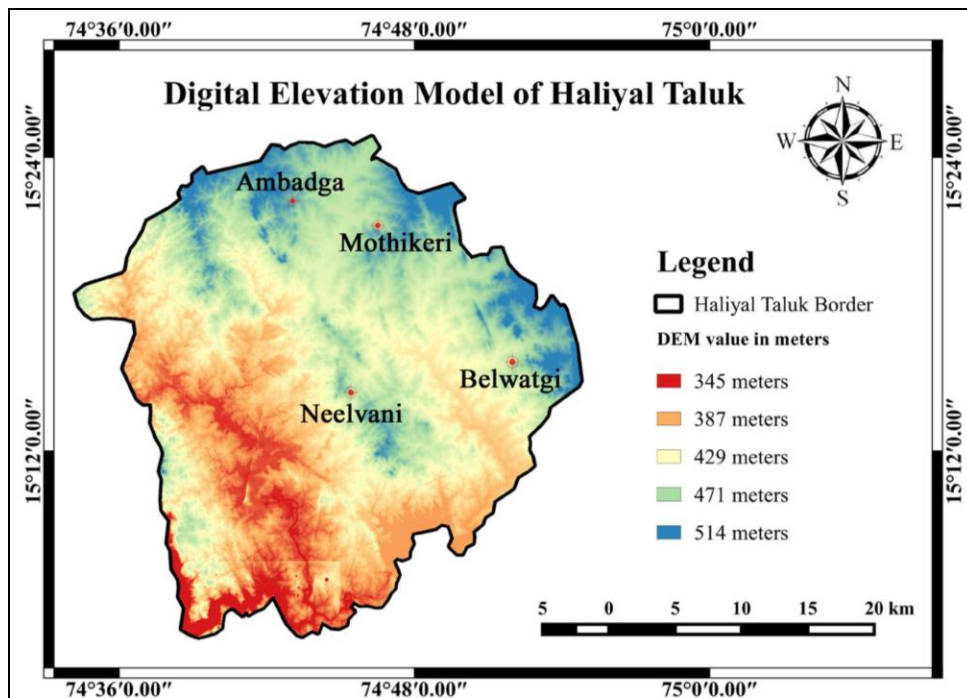 74°36′0.00″ 74°48′0.00″ 75°0′0.00″
Digital Elevation Model of Haliyal Taluk
N
W E
S
15°24′0.00″ 15°24′0.00″
Ambadga
Mothikeri
Belwatgi
Neelvani
Legend
Haliyal Taluk Border
DEM value in meters
345 meters
387 meters
429 meters
471 meters
514 meters
15°12′0.00″ 15°12′0.00″
5 0 5 10 15 20 km
74°36′0.00″ 74°48′0.00″ 75°0′0.00″